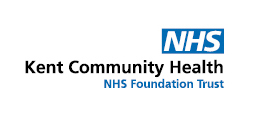 NHS
Kent Community Health
NHS Foundation Trust